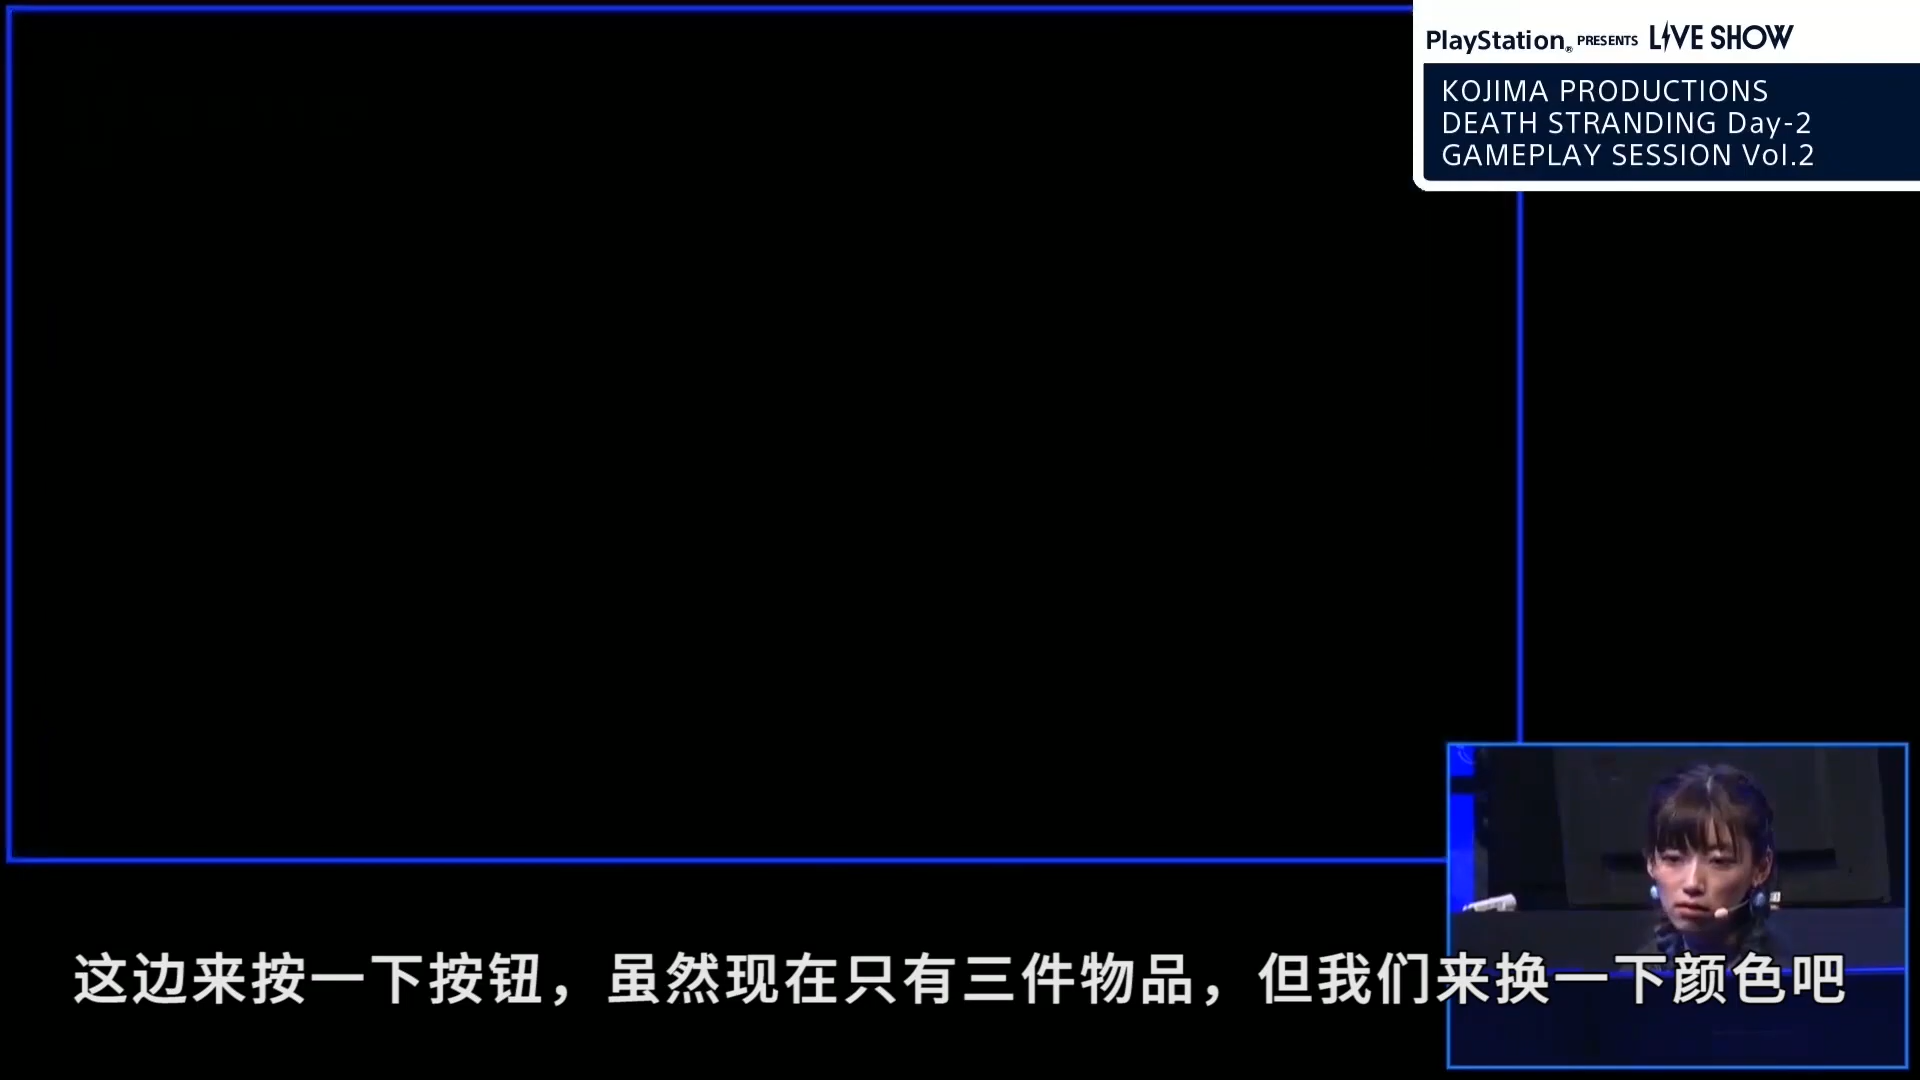 PlayStation® PRESENTS LIVE SHOW
KOJIMA PRODUCTIONS
DEATH STRANDING Day-2
GAMEPLAY SESSION Vol.2
这边来按一下按钮，虽然现在只有三件物品，但我们来换一下颜色吧